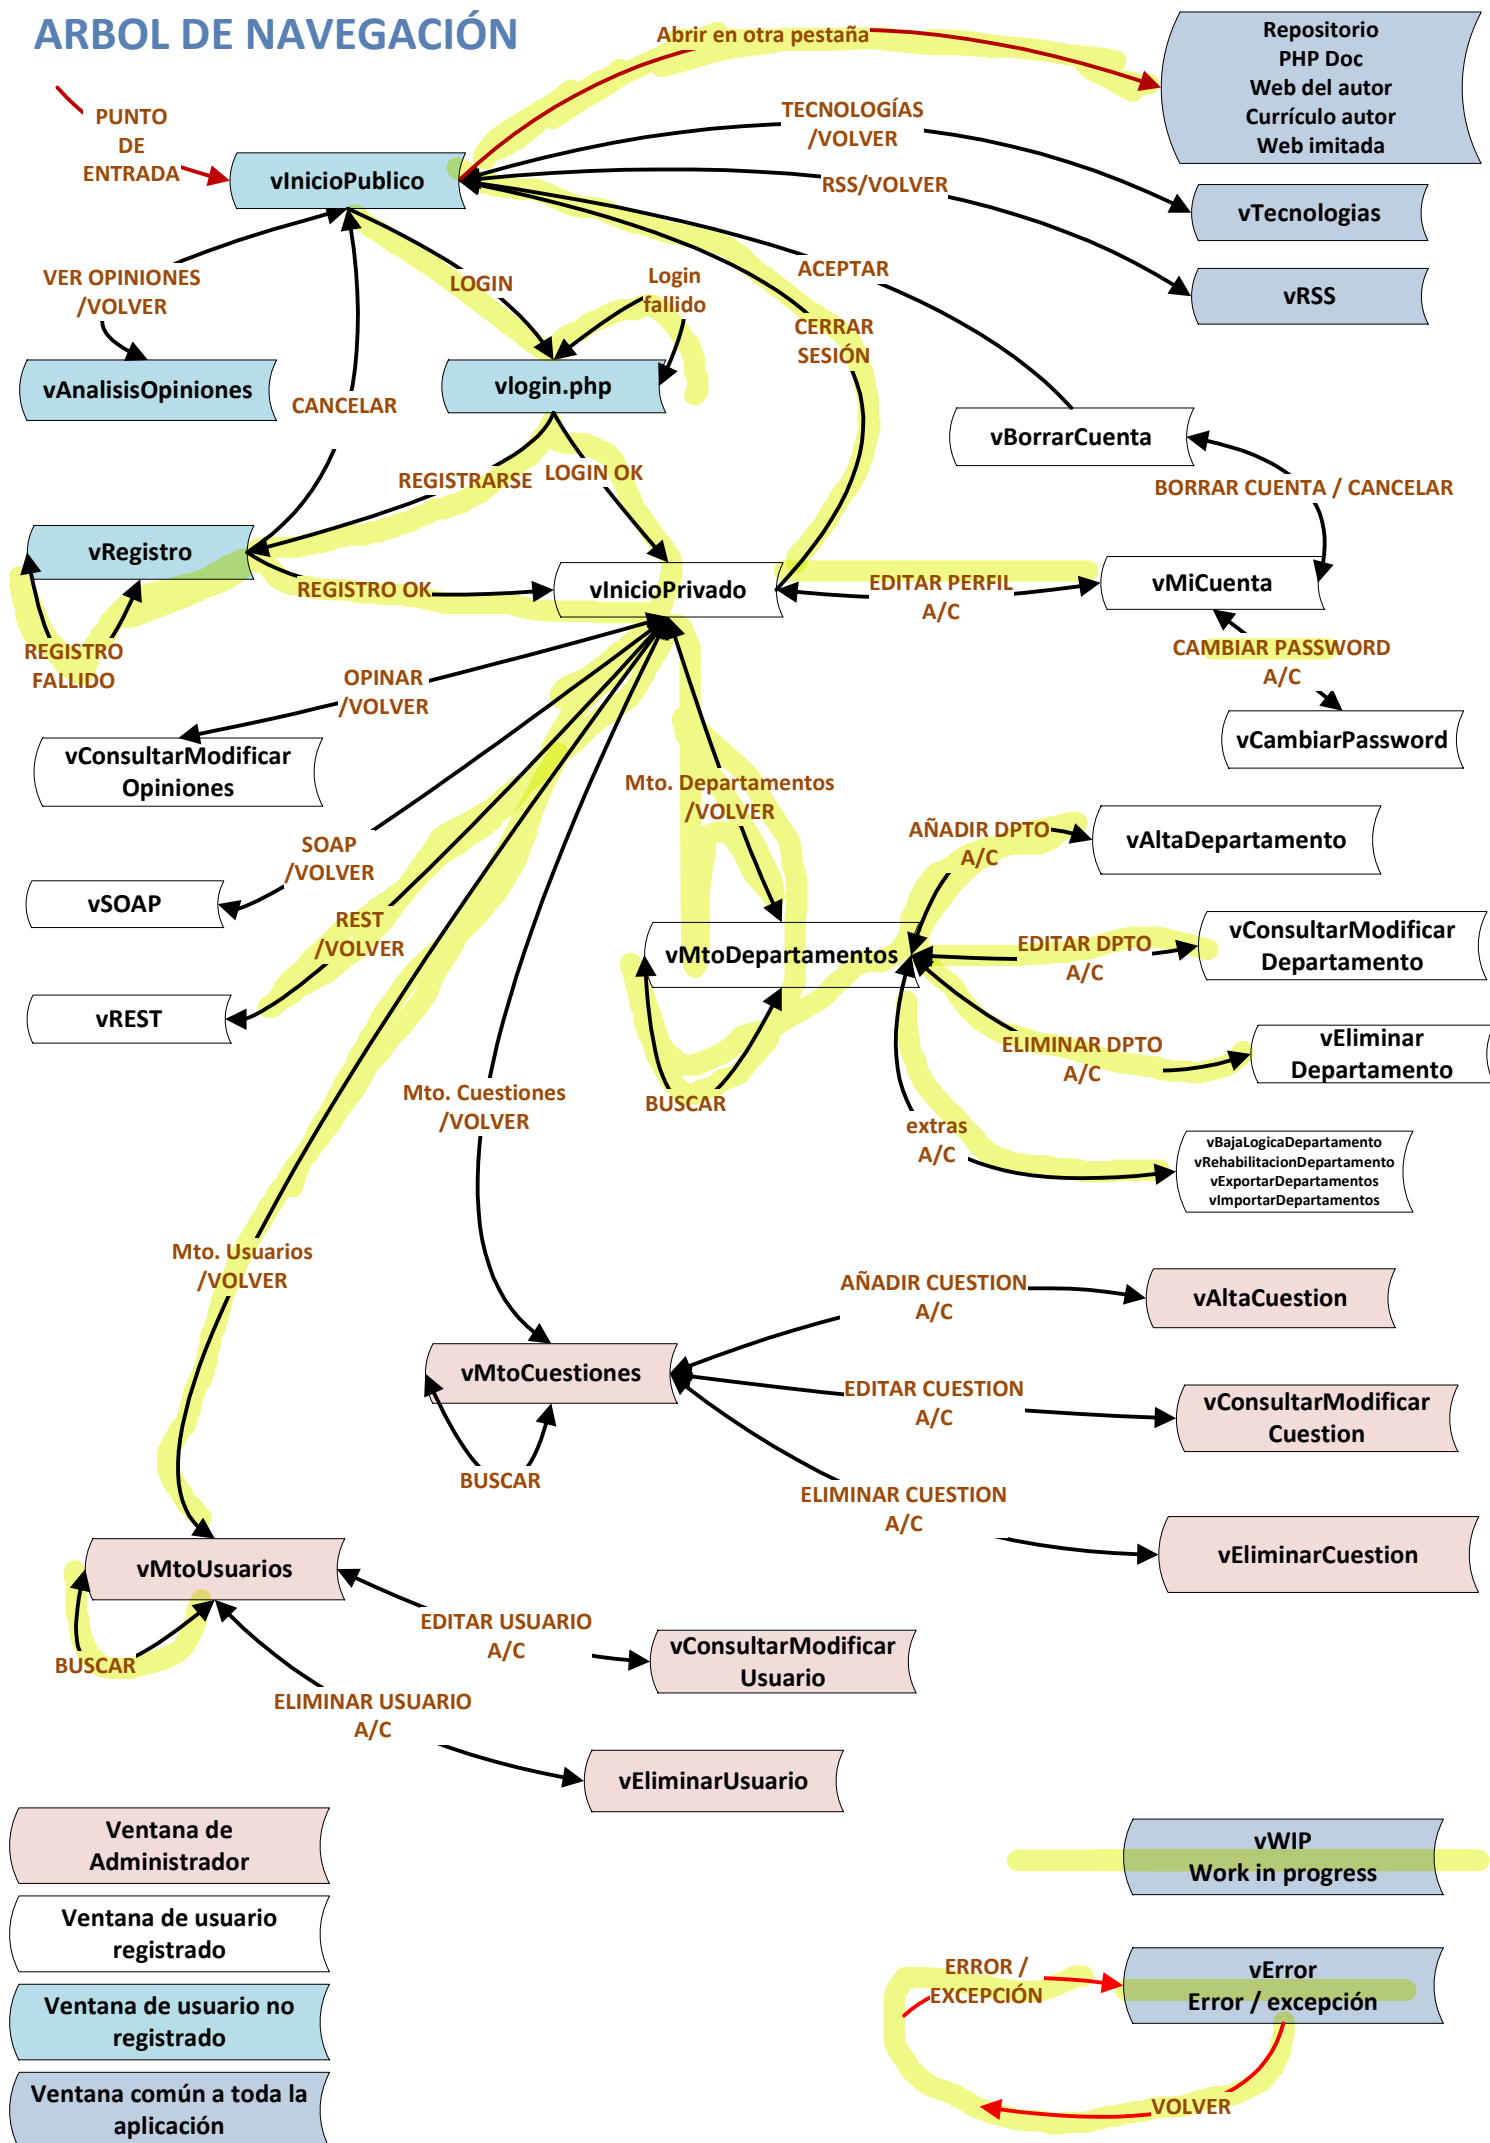 ARBOL DE NAVEGACIÓN
Abrir en otra pestaña
Repositorio
PHP Doc
Web del autor
Currículo autor
Web imitada
PUNTO
DE
ENTRADA
TECNOLOGÍAS
/VOLVER
vInicioPublico
RSS/VOLVER
vTecnologias
VER OPINIONES
/VOLVER
LOGIN
Login
fallido
ACEPTAR
vRSS
CERRAR
SESIÓN
vAnalisisOpiniones
vlogin.php
CANCELAR
vBorrarCuenta
REGISTRARSE
LOGIN OK
BORRAR CUENTA / CANCELAR
vRegistro
REGISTRO OK
vInicioPrivado
EDITAR PERFIL
A/C
vMiCuenta
REGISTRO
FALLIDO
CAMBIAR PASSWORD
A/C
OPINAR
/VOLVER
vConsultarModificar
Opiniones
vCambiarPassword
Mto. Departamentos
/VOLVER
SOAP
/VOLVER
AÑADIR DPTO
A/C
vAltaDepartamento
vSOAP
REST
/VOLVER
vMtoDepartamentos
EDITAR DPTO
A/C
vConsultarModificar
Departamento
vREST
ELIMINAR DPTO
A/C
vEliminar
Departamento
Mto. Cuestiones
/VOLVER
BUSCAR
extras
A/C
vBajaLogicaDepartamento
vRehabilitacionDepartamento
vExportarDepartamentos
vImportarDepartamentos
Mto. Usuarios
/VOLVER
AÑADIR CUESTION
A/C
vAltaCuestion
vMtoCuestiones
EDITAR CUESTION
A/C
vConsultarModificar
Cuestion
BUSCAR
ELIMINAR CUESTION
A/C
vEliminarCuestion
vMtoUsuarios
EDITAR USUARIO
A/C
vConsultarModificar
Usuario
BUSCAR
ELIMINAR USUARIO
A/C
vEliminarUsuario
Ventana de
Administrador
vWIP
Work in progress
Ventana de usuario
registrado
ERROR /
EXCEPCIÓN
vError
Error / excepción
Ventana de usuario no
registrado
VOLVER
Ventana común a toda la
aplicación